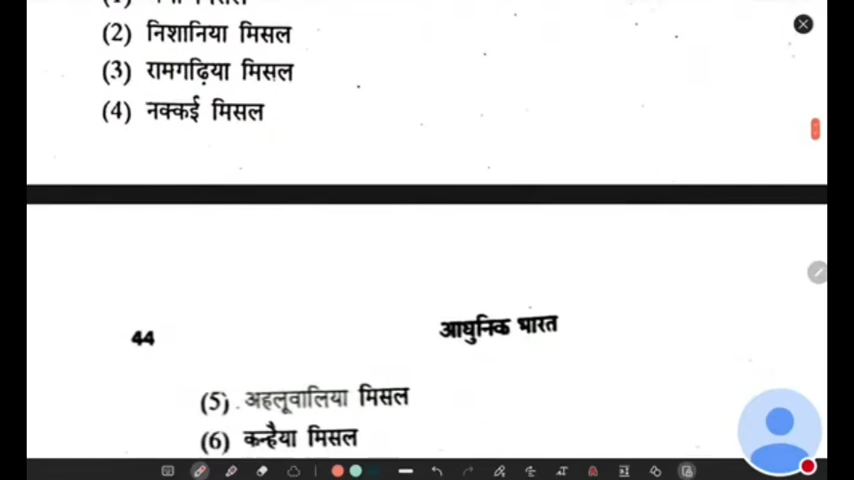 (2) निशानिया मिसल
(3) रामगढ़िया मिसल
(4) नक्कई मिसल
44
आधुनिक भारत
(5) अहलूवालिया मिसल
(6) कन्हैया मिसल